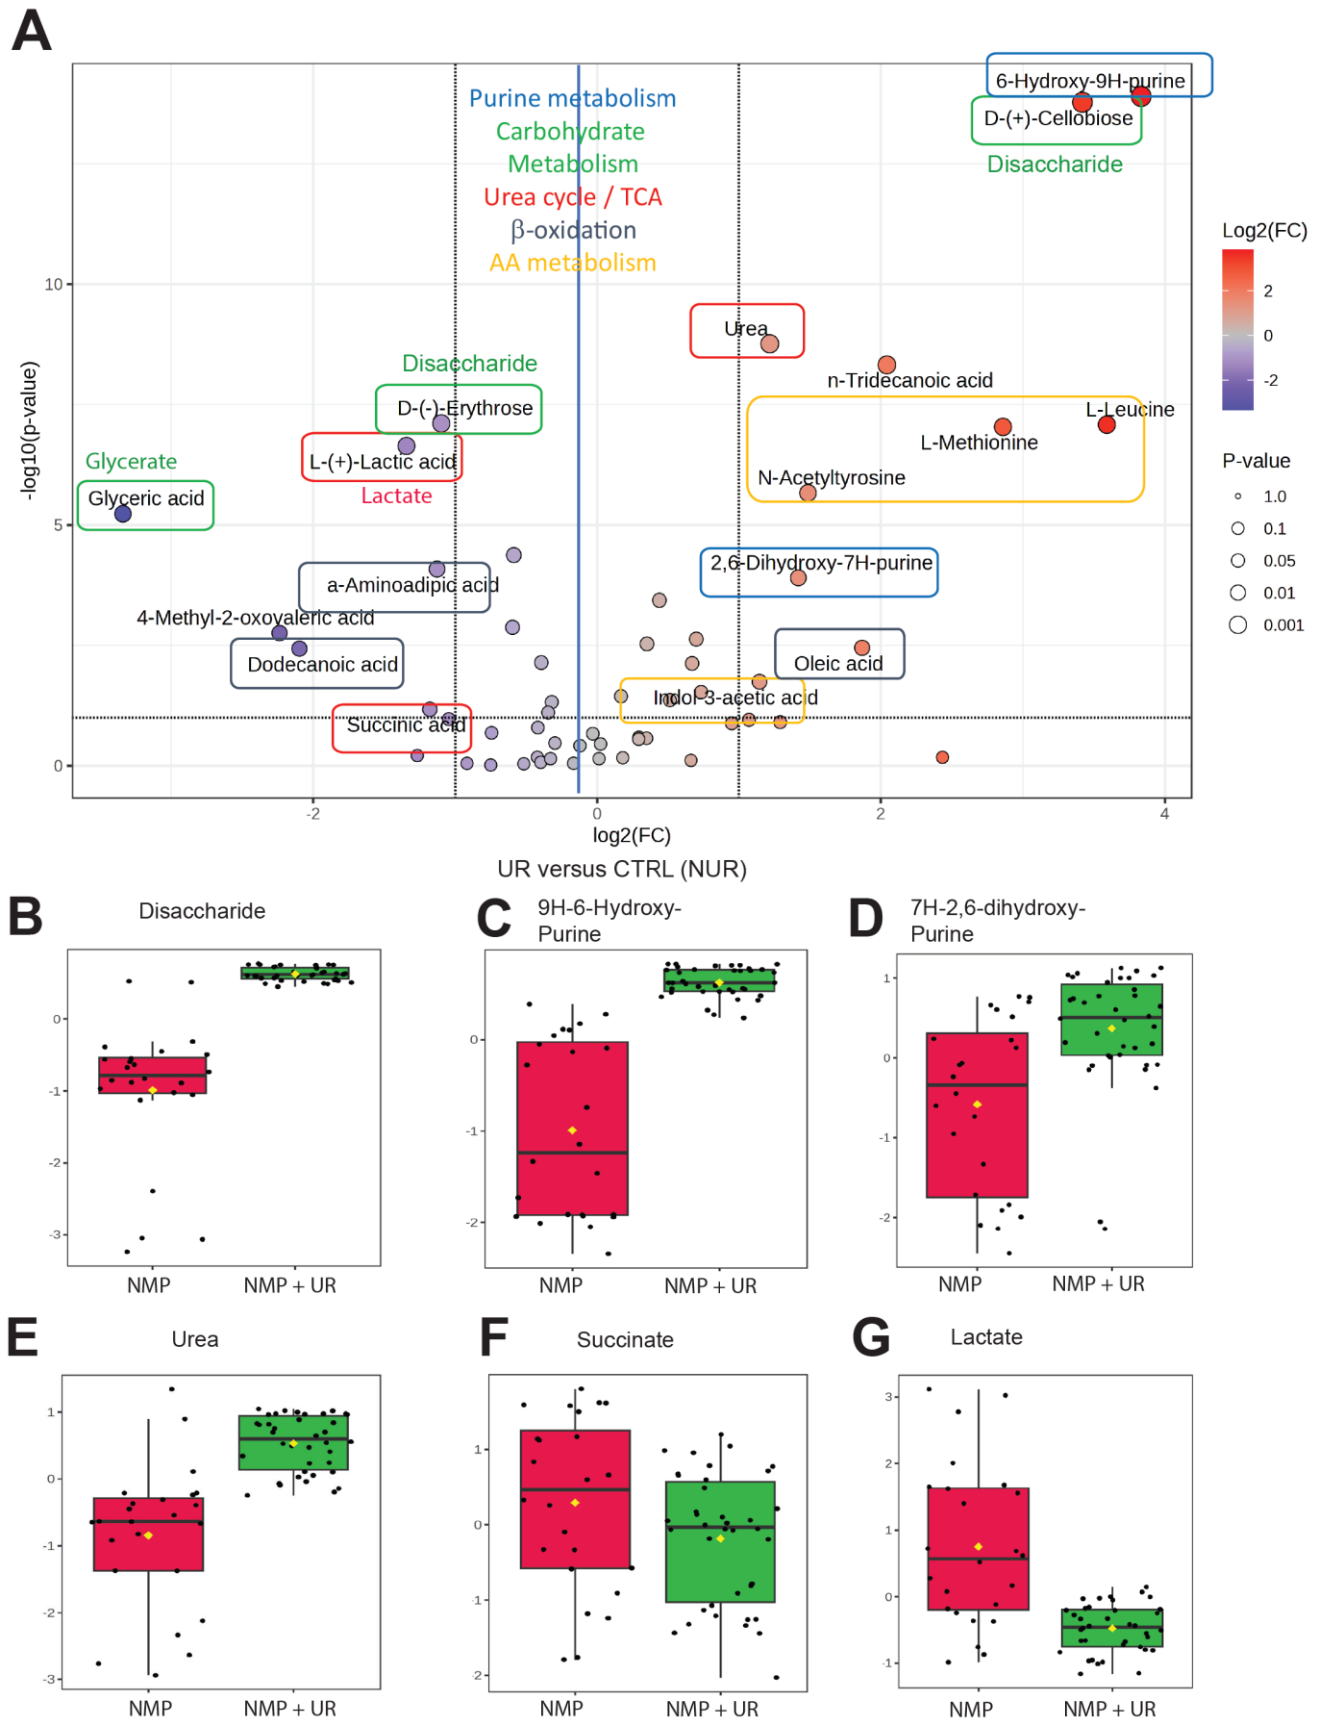 A
Purine metabolism
Carbohydrate
Metabolism
Urea cycle / TCA
β-oxidation
AA metabolism
6-Hydroxy-9H-purine
D-(+)-Cellobiose
Disaccharide
Urea
n-Tridecanoic acid
L-Leucine
L-Methionine
N-Acetyltyrosine
Disaccharide
D-(-)-Erythrose
L-(+)-Lactic acid
Lactate
Glycerate
Glyceric acid
a-Aminoadipic acid
4-Methyl-2-oxovaleric acid
Dodecanoic acid
Succinic acid
2,6-Dihydroxy-7H-purine
Oleic acid
Indol-3-acetic acid
-log10(p-value)
10
5
0
-2
0
2
4
log2(FC)
UR versus CTRL (NUR)
Log2(FC)
2
0
-2
P-value
1.0
0.1
0.05
0.01
0.001
B
Disaccharide
0
-1
-2
-3
NMP
NMP + UR
C
9H-6-Hydroxy-
Purine
0
-1
-2
NMP
NMP + UR
D
7H-2,6-dihydroxy-
Purine
1
0
-1
-2
NMP
NMP + UR
E
Urea
1
0
-1
-2
-3
NMP
NMP + UR
F
Succinate
1
0
-1
-2
NMP
NMP + UR
G
Lactate
3
2
1
0
-1
NMP
NMP + UR